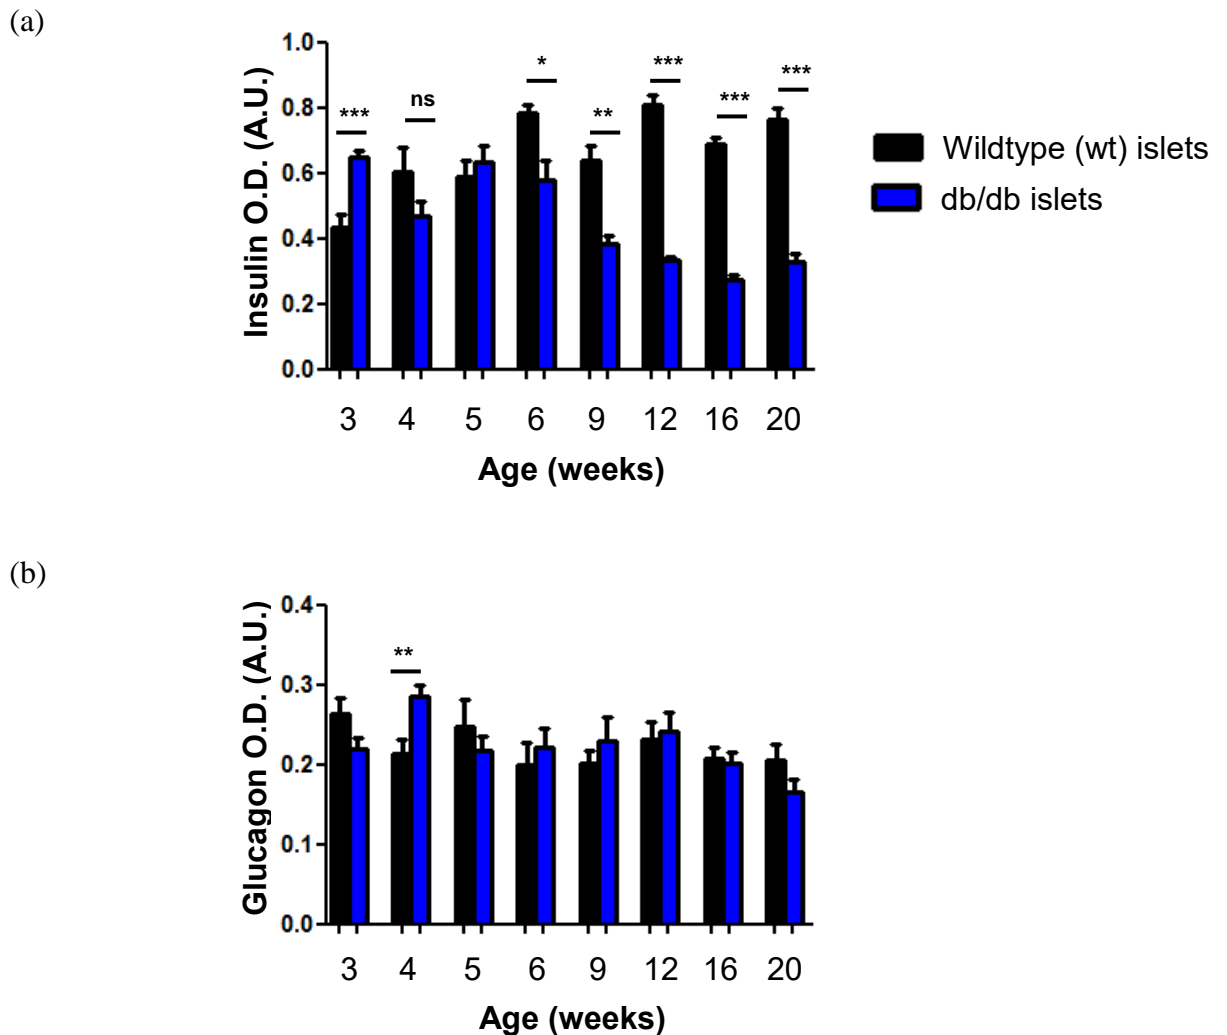 (a)
1.0
0.8
0.6
0.4
0.2
0.0
Insulin O.D. (A.U.)
***
ns
*
**
***
***
***
3 4 5 6 9 12 16 20
Age (weeks)
Wildtype (wt) islets
db/db islets
(b)
0.4
0.3
0.2
0.1
0.0
Glucagon O.D. (A.U.)
**
3 4 5 6 9 12 16 20
Age (weeks)